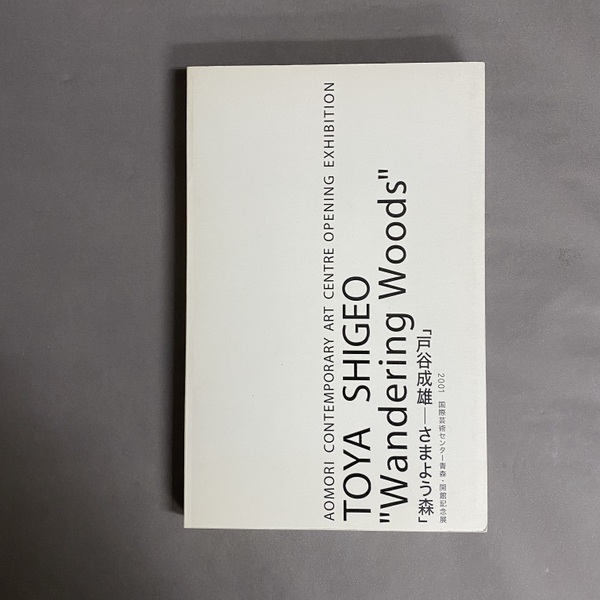 AOMORI CONTEMPORARY ART CENTRE OPENING EXHIBITION
TOYA SHIGEO
"Wandering Woods"
「戸谷成雄―さまよう森」
2001 国際芸術センター青森・開館記念展